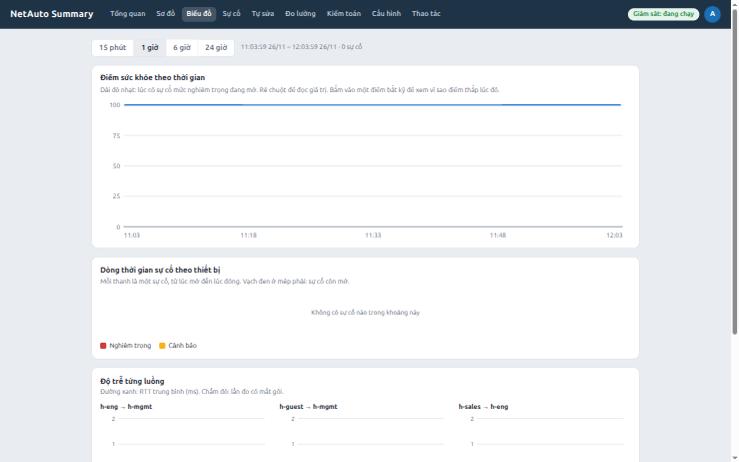 NetAuto Summary
Tổng quan
Sơ đồ
Biểu đồ
Sự cố
Tự sửa
Đo lường
Kiểm toán
Cấu hình
Thao tác
Giám sát: đang chạy
A
15 phút
1 giờ
6 giờ
24 giờ
11:03:59 26/11 – 12:03:59 26/11 · 0 sự cố
Điểm sức khỏe theo thời gian
Dải đỏ nhạt: lúc có sự cố mức nghiêm trọng đang mở. Rê chuột để đọc giá trị. Bấm vào một điểm bất kỳ để xem vì sao điểm thấp lúc đó.
100
75
50
25
0
11:03
11:18
11:33
11:48
12:03
Dòng thời gian sự cố theo thiết bị
Mỗi thanh là một sự cố, từ lúc mở đến lúc đóng. Vạch đen ở mép phải: sự cố còn mở.
Không có sự cố nào trong khoảng này
Nghiêm trọng
Cảnh báo
Độ trễ từng luồng
Đường xanh: RTT trung bình (ms). Chấm đỏ: lần đo có mất gói.
h-eng → h-mgmt
h-guest → h-mgmt
h-sales → h-eng
2
2
2
1
1
1